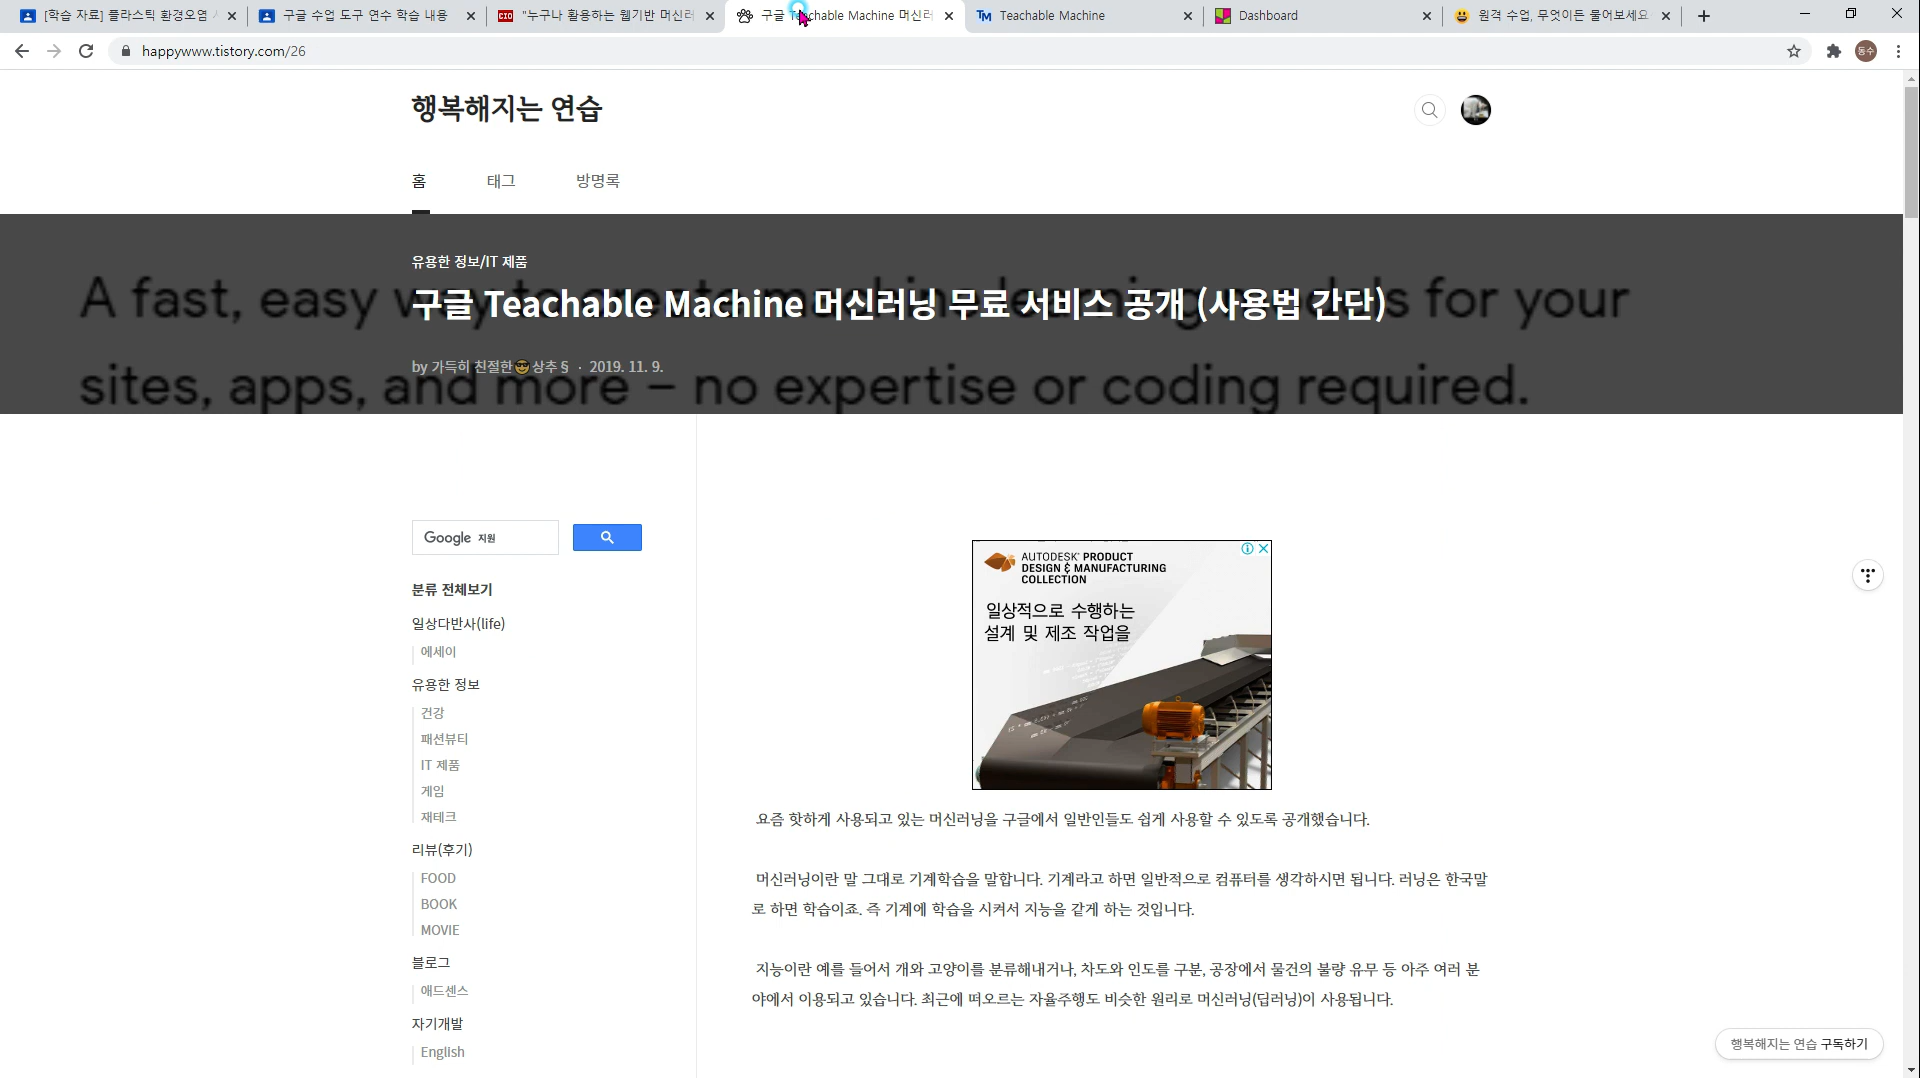 [학습 자료] 플라스틱 환경오염
구글 수업 도구 연수 학습 내용
CIO "누구나 활용하는 웹기반 머신러
구글 Teachable Machine 머신러
TM Teachable Machine
Dashboard
원격 수업, 무엇이든 물어보세요
happywww.tistory.com/26
동수
행복해지는 연습
홈 태그 방명록
유용한 정보/IT 제품
A fast, easy way to create machine learning models for your
구글 Teachable Machine 머신러닝 무료 서비스 공개 (사용법 간단)
by 가득히 친절한😎상추§ · 2019. 11. 9.
sites, apps, and more – no expertise or coding required.
Google 지원
분류 전체보기
일상다반사(life)
에세이
유용한 정보
건강
패션뷰티
IT 제품
게임
재테크
리뷰(후기)
FOOD
BOOK
MOVIE
블로그
애드센스
자기개발
English
AUTODESK® PRODUCT
DESIGN & MANUFACTURING
COLLECTION
일상적으로 수행하는
설계 및 제조 작업을
요즘 핫하게 사용되고 있는 머신러닝을 구글에서 일반인들도 쉽게 사용할 수 있도록 공개했습니다.
머신러닝이란 말 그대로 기계학습을 말합니다. 기계라고 하면 일반적으로 컴퓨터를 생각하시면 됩니다. 러닝은 한국말
로 하면 학습이죠. 즉 기계에 학습을 시켜서 지능을 갖게 하는 것입니다.
지능이란 예를 들어서 개와 고양이를 분류해내거나, 차도와 인도를 구분, 공장에서 물건의 불량 유무 등 아주 여러 분
야에서 이용되고 있습니다. 최근에 떠오르는 자율주행도 비슷한 원리로 머신러닝(딥러닝)이 사용됩니다.
행복해지는 연습 구독하기